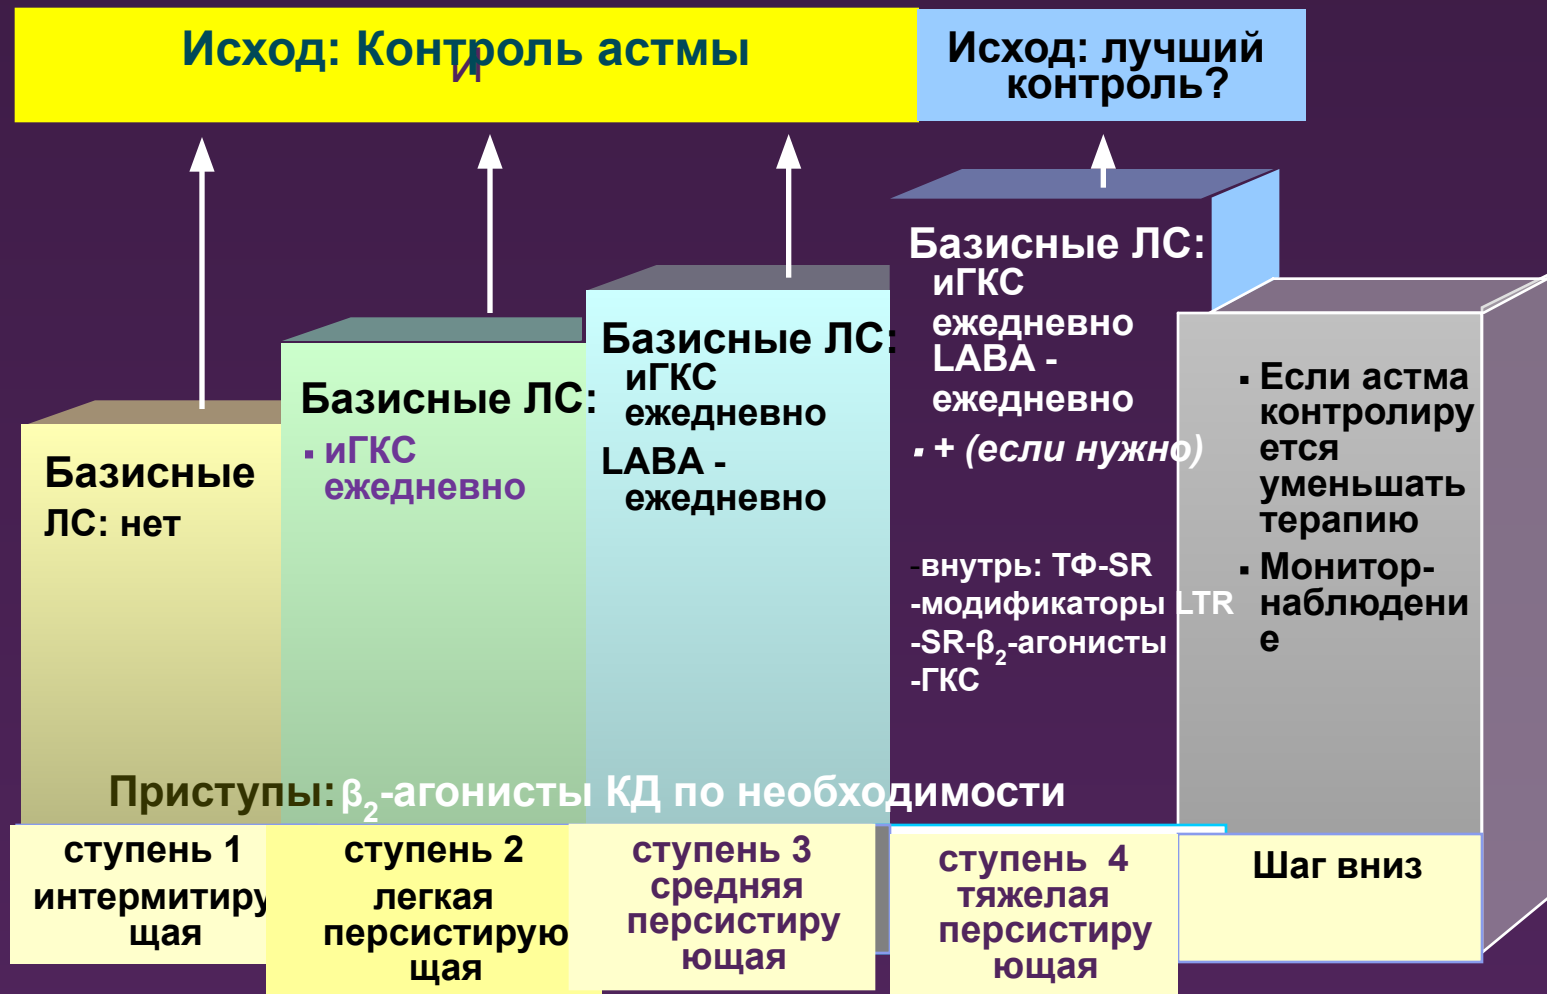 Исход: Контроль астмы
и
Исход: лучший
контроль?
Базисные
ЛС: нет
Базисные ЛС:
▪ иГКС
ежедневно
Базисные ЛС:
иГКС
ежедневно
LABA -
ежедневно
Базисные ЛС:
иГКС
ежедневно
LABA -
ежедневно
▪ + (если нужно)
-внутрь: ТФ-SR
-модификаторы LTR
-SR-β2-агонисты
-ГКС
▪ Если астма
контролиру
ется
уменьшать
терапию
▪ Монитор-
наблюдени
е
Приступы: β2-агонисты КД по необходимости
ступень 1
интермитиру
щая
ступень 2
легкая
персистирую
щая
ступень 3
средняя
персистиру
ющая
ступень 4
тяжелая
персистиру
ющая
Шаг вниз